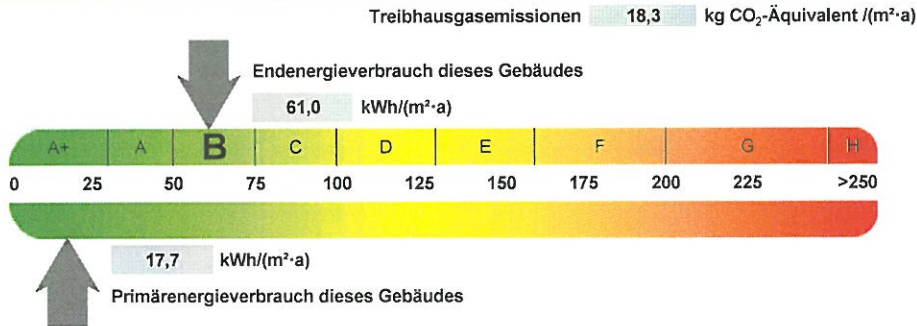 Treibhausgasemissionen 18,3 kg CO₂-Äquivalent /(m²·a)
Endenergieverbrauch dieses Gebäudes
61,0 kWh/(m²·a)
A+ A B C D E F G H
0 25 50 75 100 125 150 175 200 225 >250
17,7 kWh/(m²·a)
Primärenergieverbrauch dieses Gebäudes